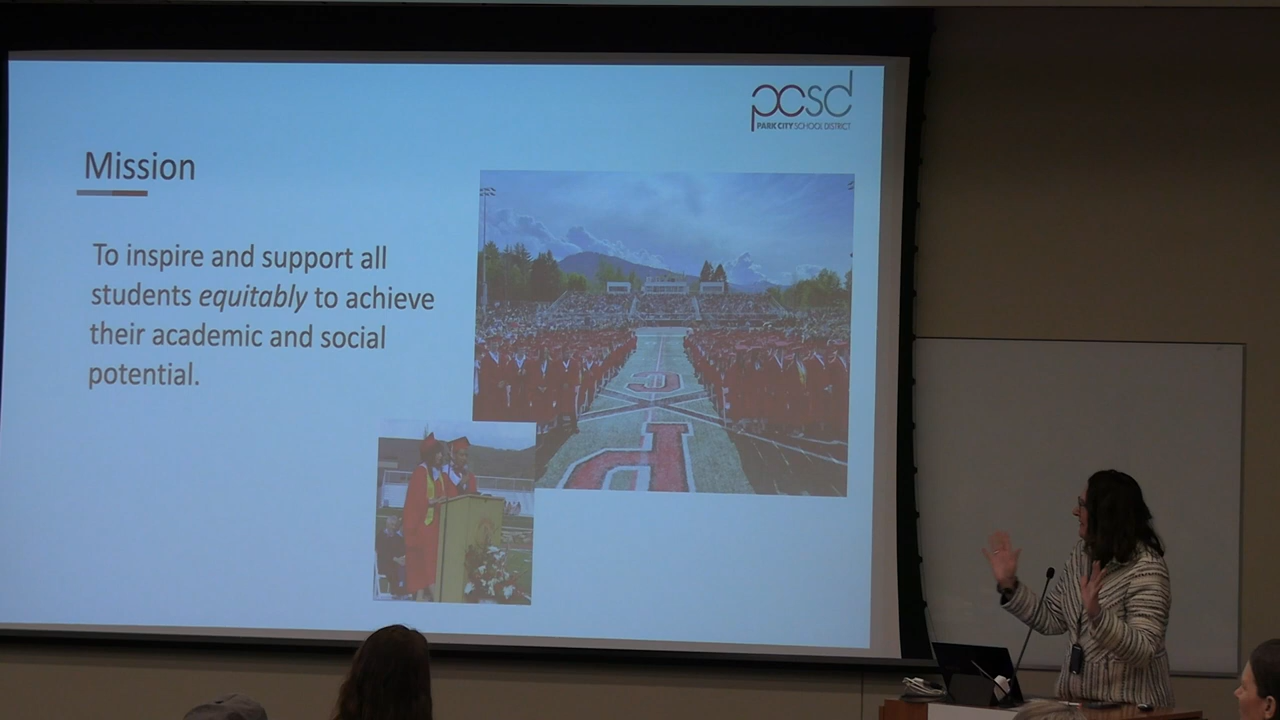 pcsd
PARK CITY SCHOOL DISTRICT
Mission
To inspire and support all
students equitably to achieve
their academic and social
potential.
PC